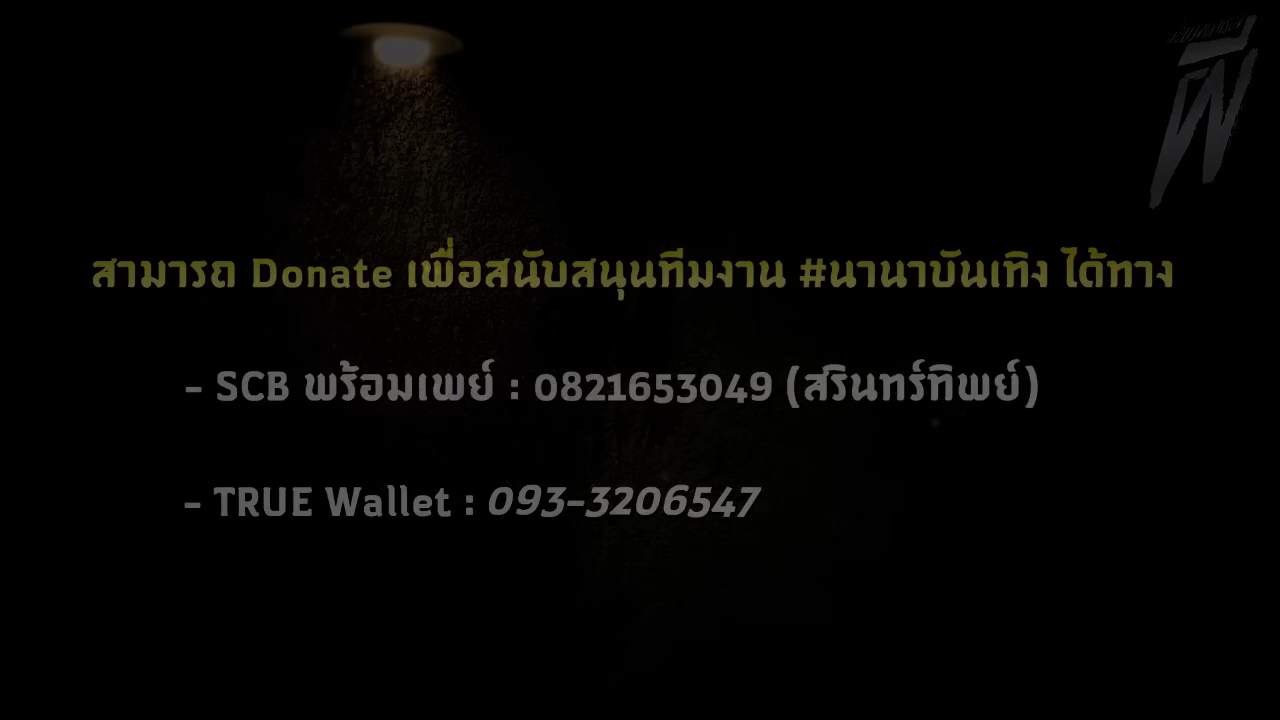 ผี
สามารถ Donate เพื่อสนับสนุนทีมงาน #นานาบันเทิง ได้ทาง
- SCB พร้อมเพย์ : 0821653049 (สรินทร์ทิพย์)
- TRUE Wallet : 093-3206547